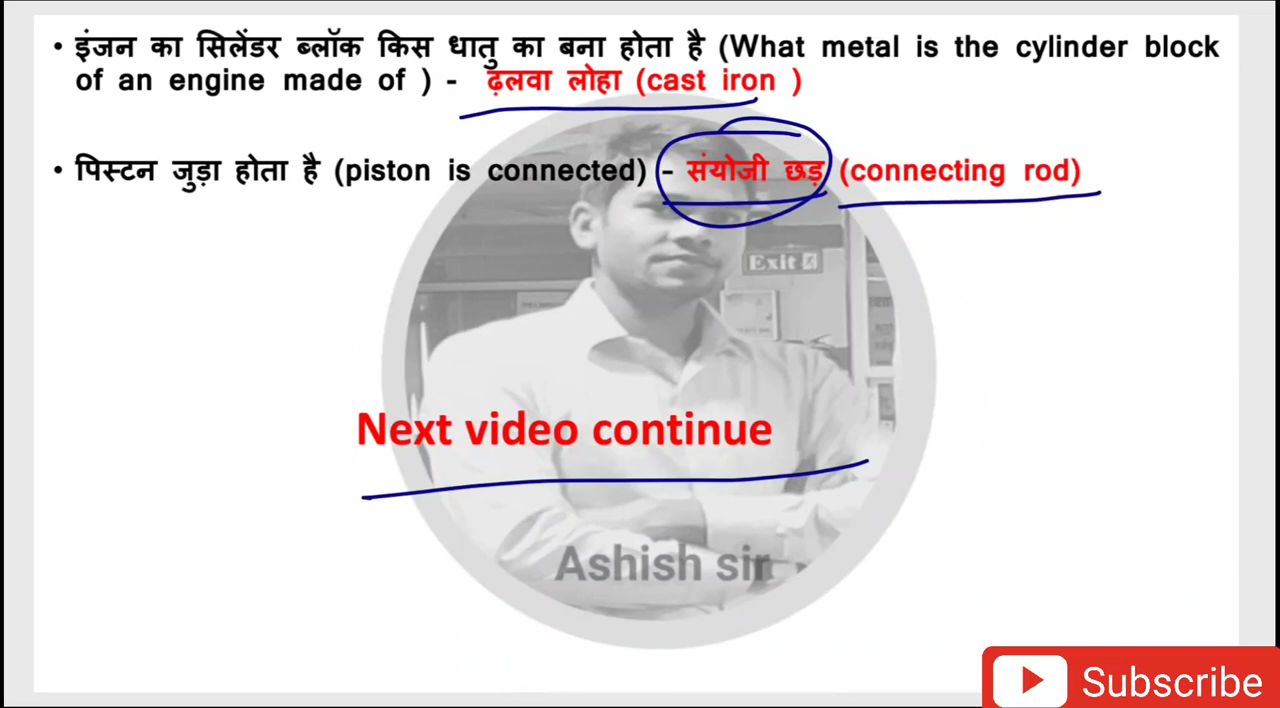 • इंजन का सिलेंडर ब्लॉक किस धातु का बना होता है (What metal is the cylinder block
of an engine made of ) - ढ़लवा लोहा (cast iron )
• पिस्टन जुड़ा होता है (piston is connected) - संयोजी छड़ (connecting rod)
Exit
Next video continue
Ashish sir
Subscribe